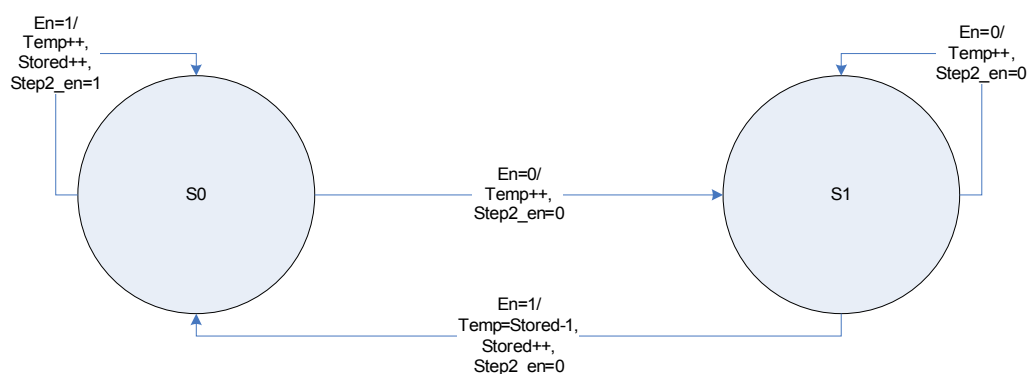 En=1/
Temp++,
Stored++,
Step2_en=1
En=0/
Temp++,
Step2_en=0
S0
En=0/
Temp++,
Step2_en=0
S1
En=1/
Temp=Stored-1,
Stored++,
Step2_en=0